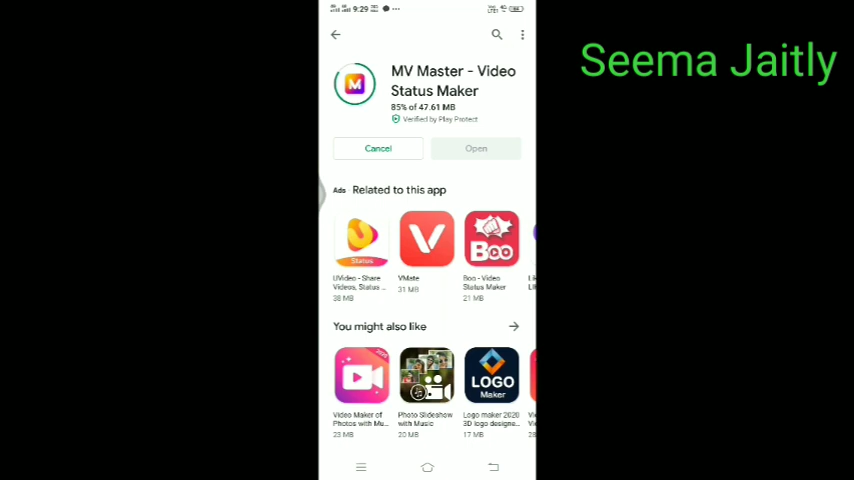 9:29
Seema Jaitly
MV Master - Video
Status Maker
85% of 47.61 MB
Verified by Play Protect
Cancel
Open
Ads · Related to this app
Status
Boo
UVideo - Share
Videos, Status ...
38 MB
VMate
31 MB
Boo - Video
Status Maker
21 MB
You might also like
LOGO
Maker
Video Maker of
Photos with Mu...
23 MB
Photo Slideshow
with Music
20 MB
Logo maker 2020
3D logo designe...
17 MB